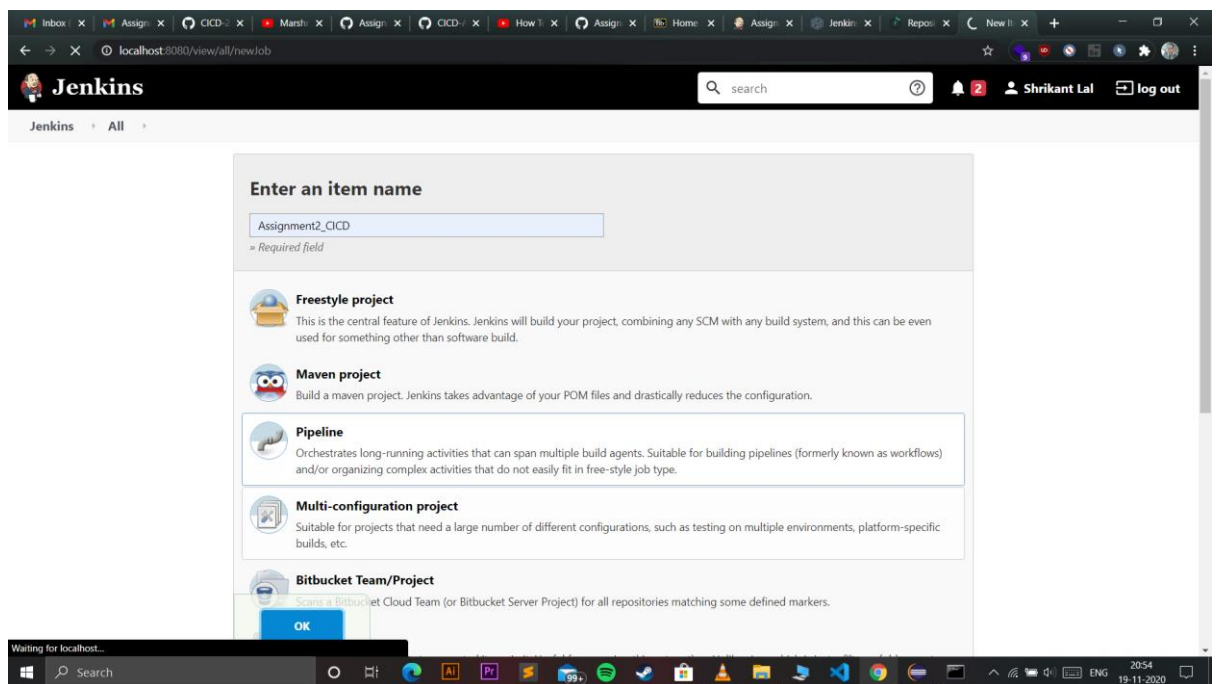 Inbox (
Assign
CICD-2
Marsh
Assign
CICD-
How T
Assign
Home
Assign
Jenkin
Reposi
New It
localhost:8080/view/all/newJob
Jenkins
search
2
Shrikant Lal
log out
Jenkins
All
Enter an item name
Assignment2_CICD
» Required field
Freestyle project
This is the central feature of Jenkins. Jenkins will build your project, combining any SCM with any build system, and this can be even
used for something other than software build.
Maven project
Build a maven project. Jenkins takes advantage of your POM files and drastically reduces the configuration.
Pipeline
Orchestrates long-running activities that can span multiple build agents. Suitable for building pipelines (formerly known as workflows)
and/or organizing complex activities that do not easily fit in free-style job type.
Multi-configuration project
Suitable for projects that need a large number of different configurations, such as testing on multiple environments, platform-specific
builds, etc.
Bitbucket Team/Project
Scans a Bitbucket Cloud Team (or Bitbucket Server Project) for all repositories matching some defined markers.
OK
Waiting for localhost...
Search
Ai
Pr
99+
ENG
20:54
19-11-2020